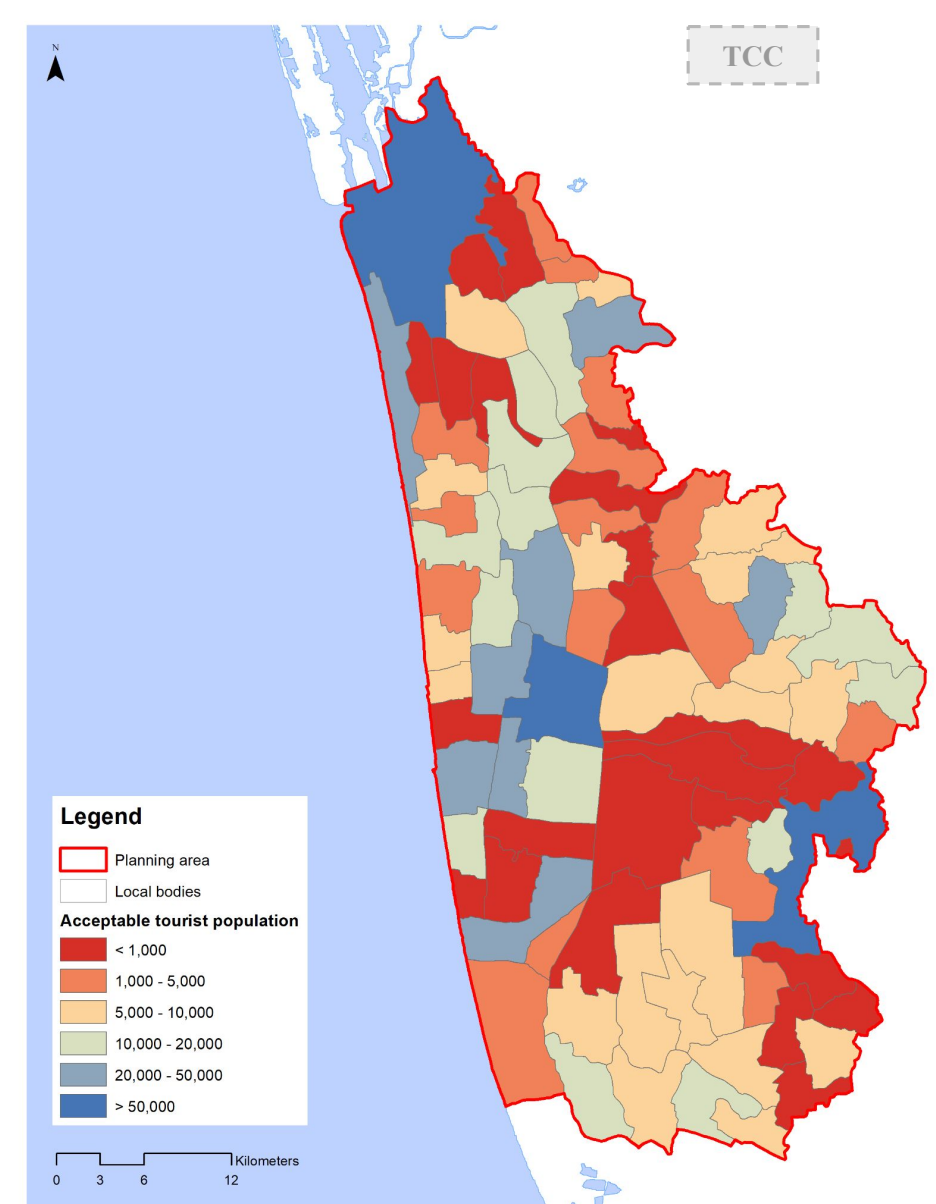 N
TCC
Legend
Planning area
Local bodies
Acceptable tourist population
< 1,000
1,000 - 5,000
5,000 - 10,000
10,000 - 20,000
20,000 - 50,000
> 50,000
Kilometers
0 3 6 12